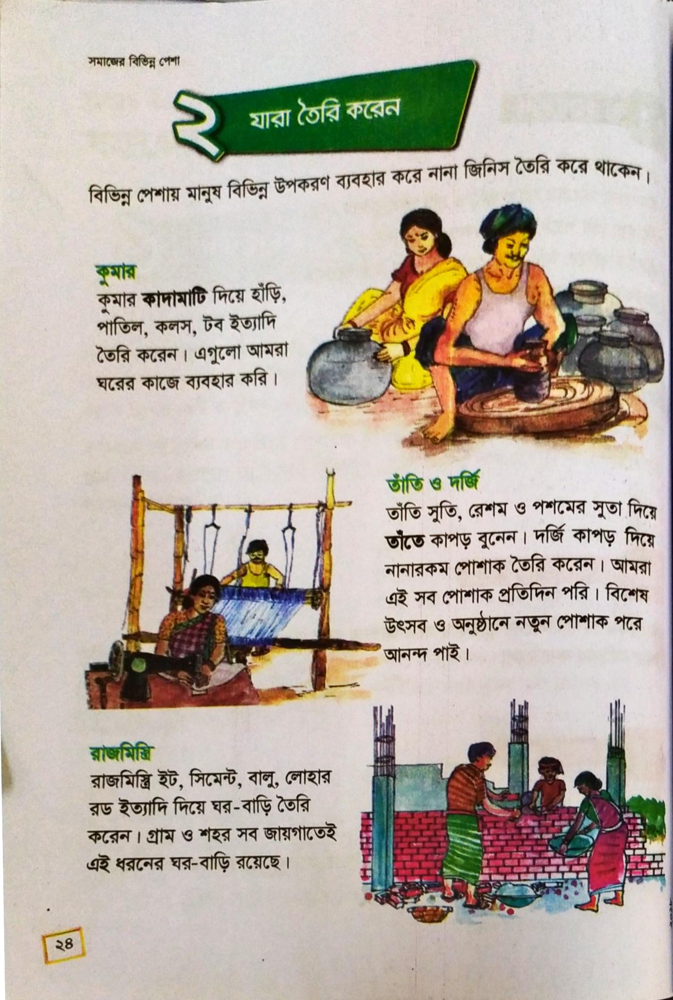 সমাজের বিভিন্ন পেশা
২ যারা তৈরি করেন
বিভিন্ন পেশায় মানুষ বিভিন্ন উপকরণ ব্যবহার করে নানা জিনিস তৈরি করে থাকেন।
কুমার
কুমার কাদামাটি দিয়ে হাঁড়ি,
পাতিল, কলস, টব ইত্যাদি
তৈরি করেন। এগুলো আমরা
ঘরের কাজে ব্যবহার করি।
তাঁতি ও দর্জি
তাঁতি সুতি, রেশম ও পশমের সুতা দিয়ে
তাঁতে কাপড় বুনেন। দর্জি কাপড় দিয়ে
নানারকম পোশাক তৈরি করেন। আমরা
এই সব পোশাক প্রতিদিন পরি। বিশেষ
উৎসব ও অনুষ্ঠানে নতুন পোশাক পরে
আনন্দ পাই।
রাজমিস্ত্রি
রাজমিস্ত্রি ইট, সিমেন্ট, বালু, লোহার
রড ইত্যাদি দিয়ে ঘর-বাড়ি তৈরি
করেন। গ্রাম ও শহর সব জায়গাতেই
এই ধরনের ঘর-বাড়ি রয়েছে।
২৪